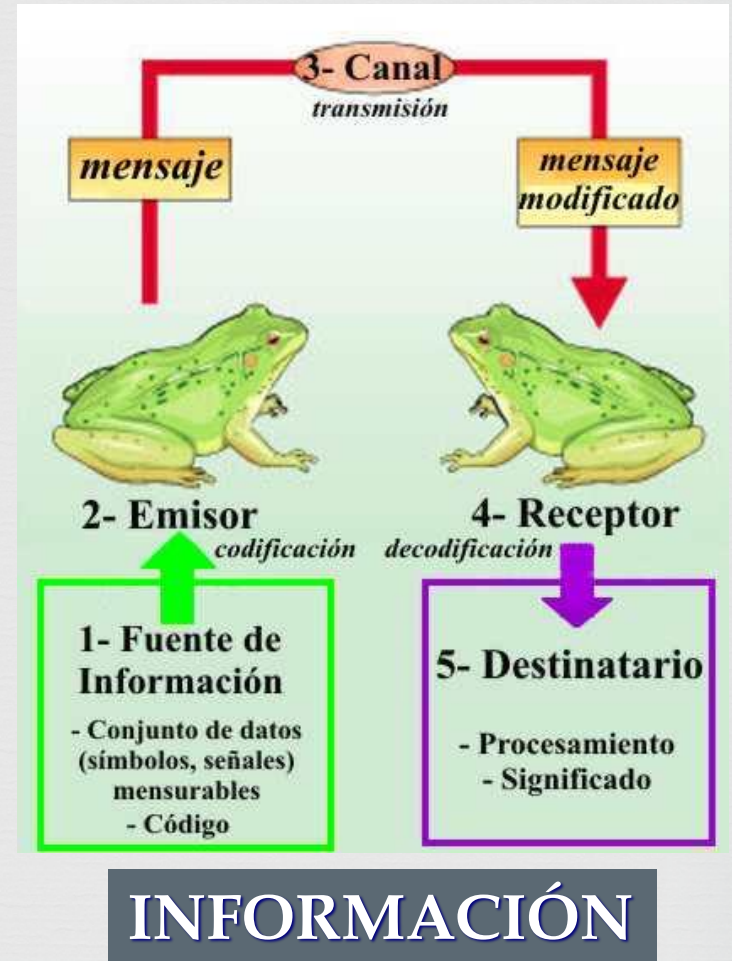 3- Canal
transmisión
mensaje
mensaje
modificado
2- Emisor
4- Receptor
codificación
decodificación
1- Fuente de
Información
- Conjunto de datos
(símbolos, señales)
mensurables
- Código
5- Destinatario
- Procesamiento
- Significado
INFORMACIÓN